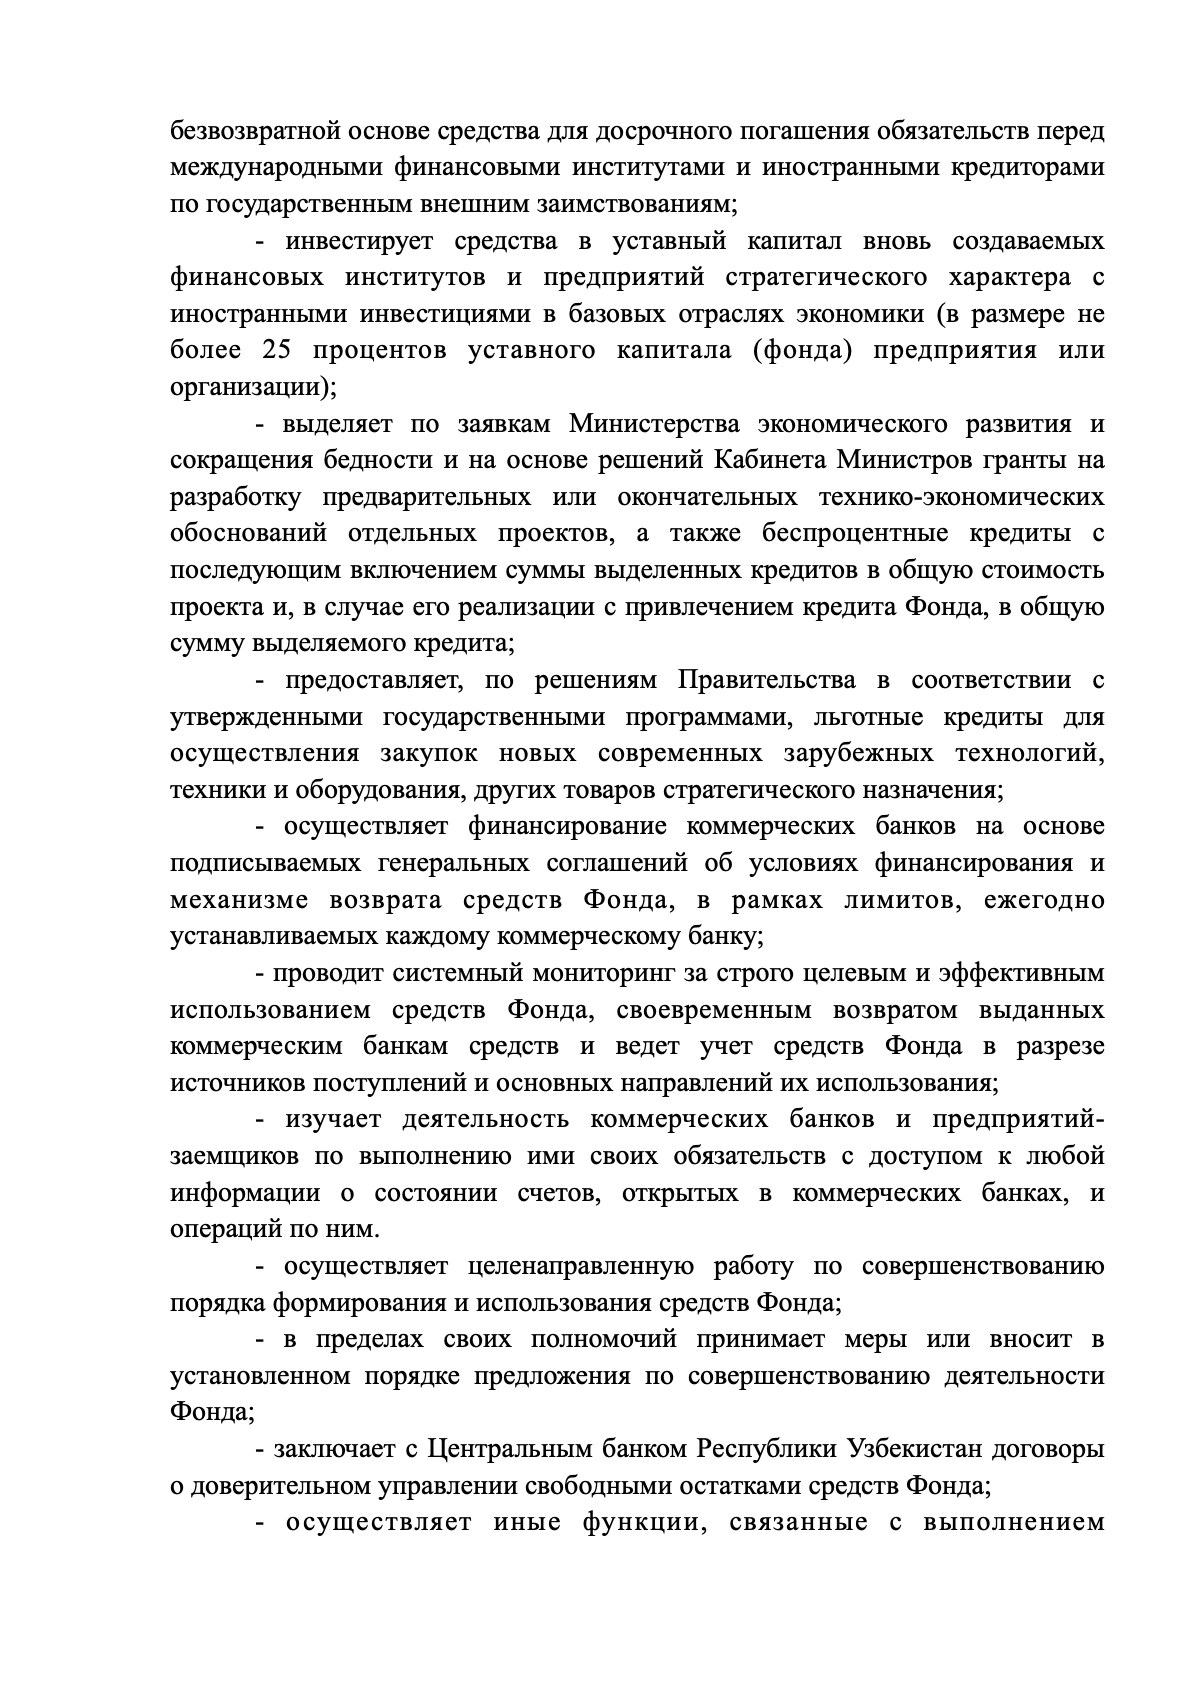 безвозвратной основе средства для досрочного погашения обязательств перед
международными финансовыми институтами и иностранными кредиторами
по государственным внешним заимствованиям;
- инвестирует средства в уставный капитал вновь создаваемых
финансовых институтов и предприятий стратегического характера с
иностранными инвестициями в базовых отраслях экономики (в размере не
более 25 процентов уставного капитала (фонда) предприятия или
организации);
- выделяет по заявкам Министерства экономического развития и
сокращения бедности и на основе решений Кабинета Министров гранты на
разработку предварительных или окончательных технико-экономических
обоснований отдельных проектов, а также беспроцентные кредиты с
последующим включением суммы выделенных кредитов в общую стоимость
проекта и, в случае его реализации с привлечением кредита Фонда, в общую
сумму выделяемого кредита;
- предоставляет, по решениям Правительства в соответствии с
утвержденными государственными программами, льготные кредиты для
осуществления закупок новых современных зарубежных технологий,
техники и оборудования, других товаров стратегического назначения;
- осуществляет финансирование коммерческих банков на основе
подписываемых генеральных соглашений об условиях финансирования и
механизме возврата средств Фонда, в рамках лимитов, ежегодно
устанавливаемых каждому коммерческому банку;
- проводит системный мониторинг за строго целевым и эффективным
использованием средств Фонда, своевременным возвратом выданных
коммерческим банкам средств и ведет учет средств Фонда в разрезе
источников поступлений и основных направлений их использования;
- изучает деятельность коммерческих банков и предприятий-
заемщиков по выполнению ими своих обязательств с доступом к любой
информации о состоянии счетов, открытых в коммерческих банках, и
операций по ним.
- осуществляет целенаправленную работу по совершенствованию
порядка формирования и использования средств Фонда;
- в пределах своих полномочий принимает меры или вносит в
установленном порядке предложения по совершенствованию деятельности
Фонда;
- заключает с Центральным банком Республики Узбекистан договоры
о доверительном управлении свободными остатками средств Фонда;
- осуществляет иные функции, связанные с выполнением